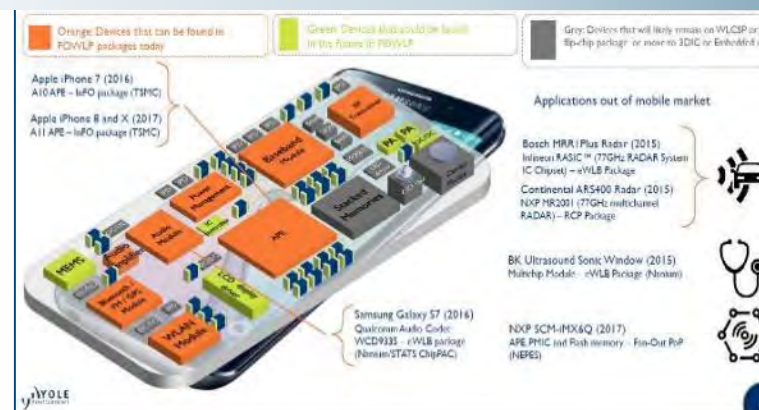 Orange: Devices that can be found in
FOWLP packages today
Green: Devices that could be found
in the future in FOWLP
Grey: Devices that will likely remain on WLCSP or
flip-chip package or move to 3DIC or Embedded
Apple iPhone 7 (2016)
A10 APE – InFO package (TSMC)
Apple iPhone 8 and X (2017)
A11 APE – InFO package (TSMC)
Applications out of mobile market
Bosch MRR1Plus Radar (2015)
Infineon RASIC™ (77GHz RADAR System
IC Chipset) – eWLB Package
Continental ARS400 Radar (2015)
NXP MR2001 (77GHz multichannel
RADAR) – RCP Package
BK Ultrasound Sonic Window (2015)
Multichip Module – eWLB Package (Nanium)
NXP SCM-iMX6Q (2017)
APE, PMIC and Flash memory – Fan-Out PoP
(NEPES)
Samsung Galaxy S7 (2016)
Qualcomm Audio Codec
WCD9335 – eWLB package
(Nanium/STATS ChipPAC)
SAMSUNG
RF
Transceiver
Baseband
Module
PA
PA
Power
Management
Stacked
Memories
Audio
Module
APE
Audio
Amplifier
MEMS
LCD display
driver
Bluetooth /
FM / GPS
Module
WLAN
Module
YOLE